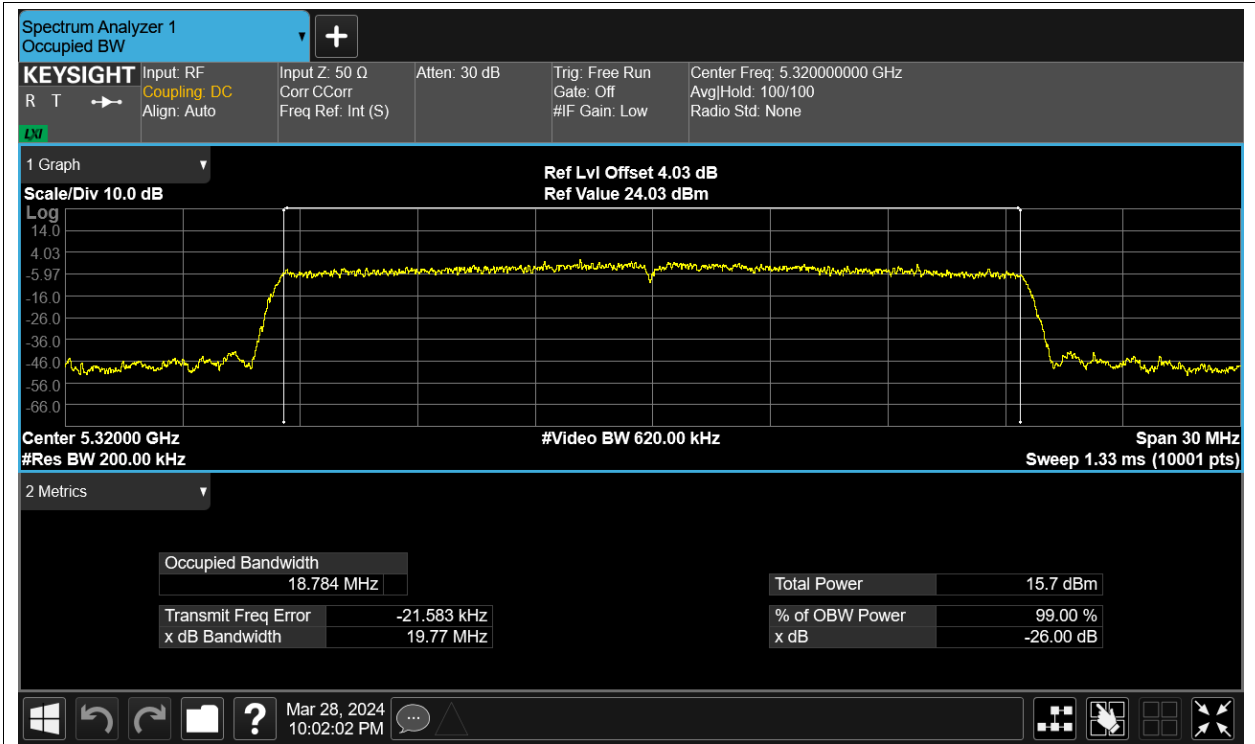 Spectrum Analyzer 1
Occupied BW
KEYSIGHT
R T
LXI
Input: RF
Coupling: DC
Align: Auto
Input Z: 50 Ω
Corr CCorr
Freq Ref: Int (S)
Atten: 30 dB
Trig: Free Run
Gate: Off
#IF Gain: Low
Center Freq: 5.320000000 GHz
Avg|Hold: 100/100
Radio Std: None
1 Graph
Scale/Div 10.0 dB
Ref Lvl Offset 4.03 dB
Ref Value 24.03 dBm
Log
14.0
4.03
-5.97
-16.0
-26.0
-36.0
-46.0
-56.0
-66.0
Center 5.32000 GHz
#Video BW 620.00 kHz
Span 30 MHz
#Res BW 200.00 kHz
Sweep 1.33 ms (10001 pts)
2 Metrics
Occupied Bandwidth
18.784 MHz
Total Power 15.7 dBm
Transmit Freq Error -21.583 kHz
% of OBW Power 99.00 %
x dB Bandwidth 19.77 MHz
x dB -26.00 dB
?
Mar 28, 2024
10:02:02 PM